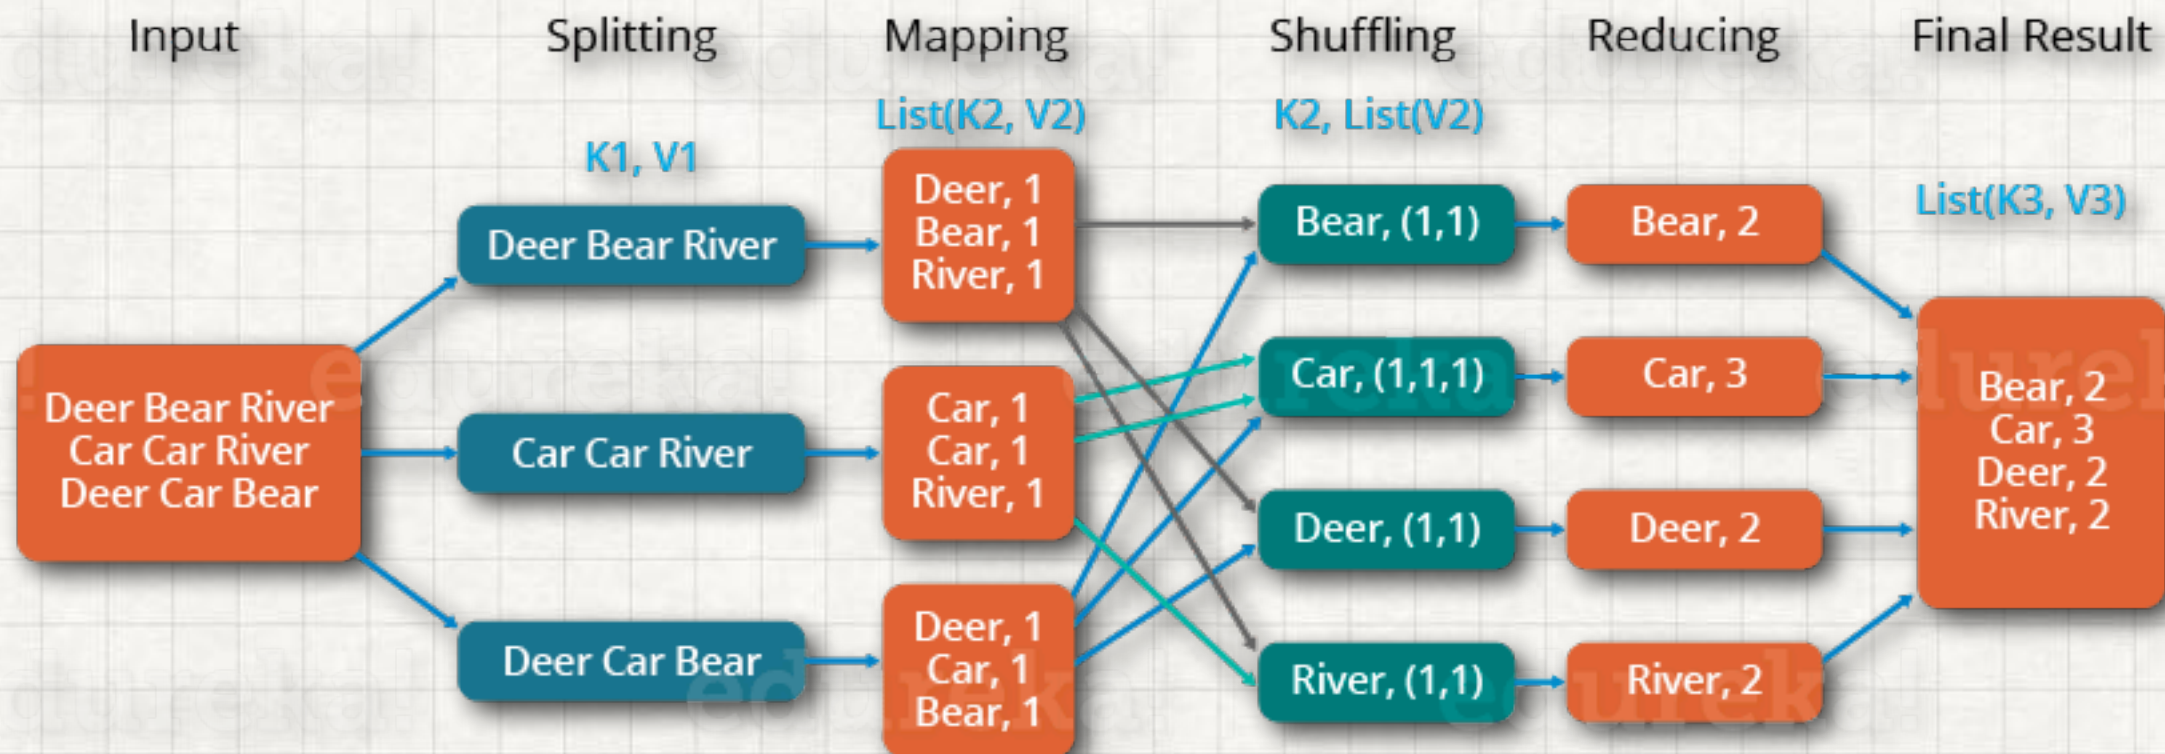 Input
Splitting
Mapping
Shuffling
Reducing
Final Result
K1, V1
List(K2, V2)
K2, List(V2)
List(K3, V3)
Deer Bear River
Car Car River
Deer Car Bear
Deer Bear River
Car Car River
Deer Car Bear
Deer, 1
Bear, 1
River, 1
Car, 1
Car, 1
River, 1
Deer, 1
Car, 1
Bear, 1
Bear, (1,1)
Car, (1,1,1)
Deer, (1,1)
River, (1,1)
Bear, 2
Car, 3
Deer, 2
River, 2
Bear, 2
Car, 3
Deer, 2
River, 2
edureka!